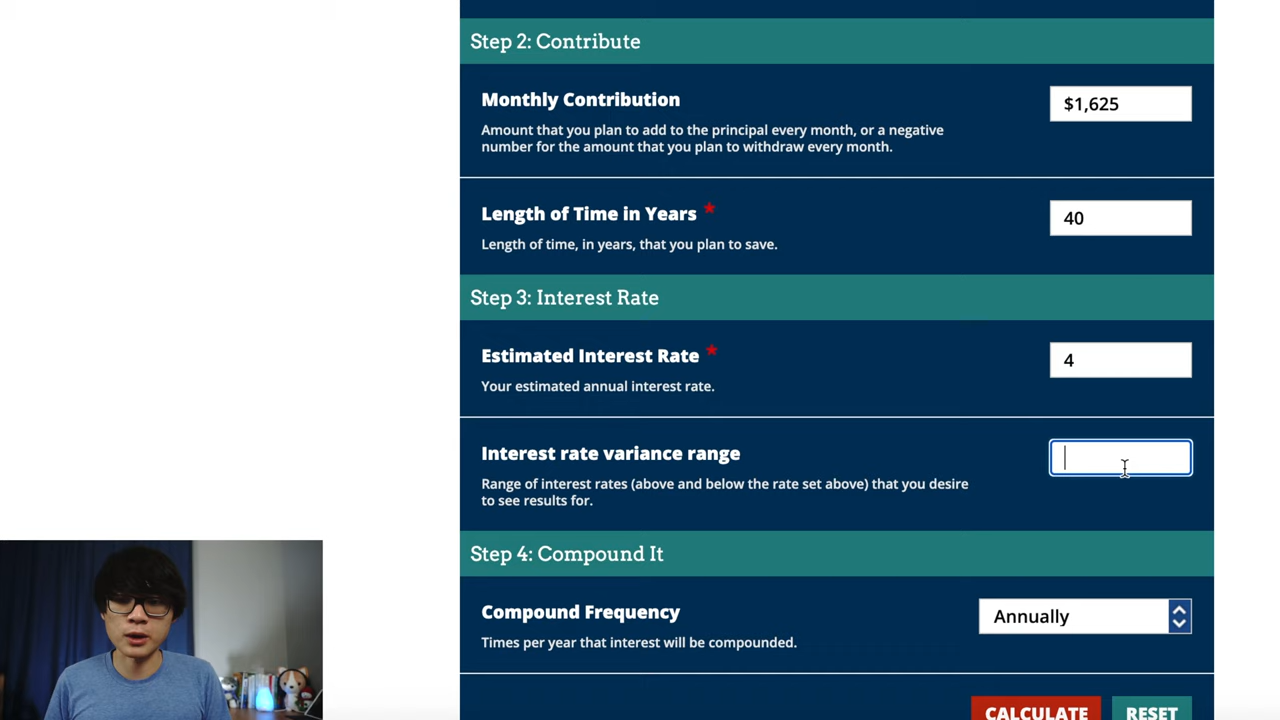 Step 2: Contribute
Monthly Contribution
$1,625
Amount that you plan to add to the principal every month, or a negative
number for the amount that you plan to withdraw every month.
Length of Time in Years *
40
Length of time, in years, that you plan to save.
Step 3: Interest Rate
Estimated Interest Rate *
4
Your estimated annual interest rate.
Interest rate variance range
Range of interest rates (above and below the rate set above) that you desire
to see results for.
Step 4: Compound It
Compound Frequency
Annually
Times per year that interest will be compounded.
CALCULATE
RESET